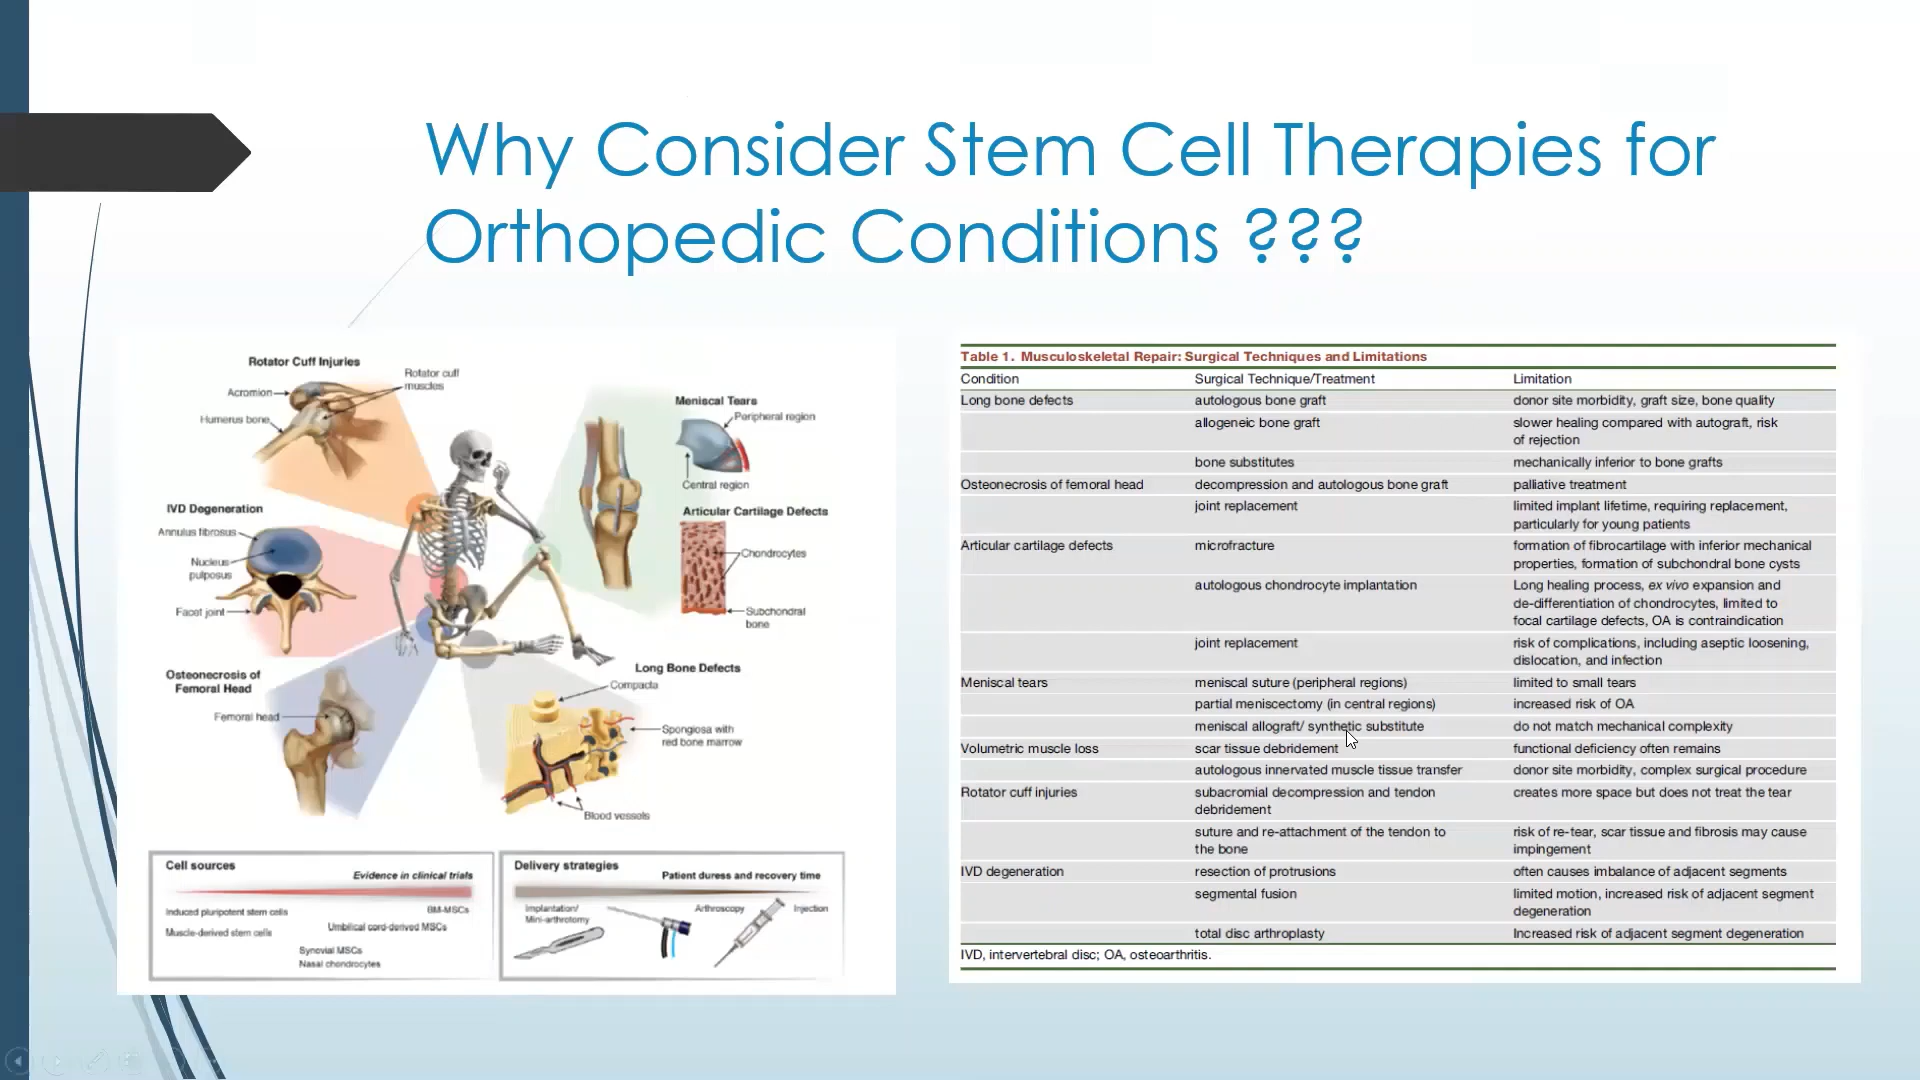 Why Consider Stem Cell Therapies for
Orthopedic Conditions ???
Rotator Cuff Injuries
Acromion
Rotator cuff
muscles
Humerus bone
IVD Degeneration
Annulus fibrosus
Nucleus
pulposus
Facet joint
Osteonecrosis of
Femoral Head
Femoral head
Meniscal Tears
Peripheral region
Central region
Articular Cartilage Defects
Chondrocytes
Subchondral
bone
Long Bone Defects
Compacta
Spongiosa with
red bone marrow
Blood vessels
Cell sources
Evidence in clinical trials
Induced pluripotent stem cells
BM-MSCs
Muscle-derived stem cells
Umbilical cord-derived MSCs
Synovial MSCs
Nasal chondrocytes
Delivery strategies
Patient duress and recovery time
Implantation/
Mini-arthrotomy
Arthroscopy
Injection
Table 1. Musculoskeletal Repair: Surgical Techniques and Limitations
Condition Surgical Technique/Treatment Limitation
Long bone defects autologous bone graft donor site morbidity, graft size, bone quality
allogeneic bone graft slower healing compared with autograft, risk
of rejection
bone substitutes mechanically inferior to bone grafts
Osteonecrosis of femoral head decompression and autologous bone graft palliative treatment
joint replacement limited implant lifetime, requiring replacement,
particularly for young patients
Articular cartilage defects microfracture formation of fibrocartilage with inferior mechanical
properties, formation of subchondral bone cysts
autologous chondrocyte implantation Long healing process, ex vivo expansion and
de-differentiation of chondrocytes, limited to
focal cartilage defects, OA is contraindication
joint replacement risk of complications, including aseptic loosening,
dislocation, and infection
Meniscal tears meniscal suture (peripheral regions) limited to small tears
partial meniscectomy (in central regions) increased risk of OA
meniscal allograft/ synthetic substitute do not match mechanical complexity
Volumetric muscle loss scar tissue debridement functional deficiency often remains
autologous innervated muscle tissue transfer donor site morbidity, complex surgical procedure
Rotator cuff injuries subacromial decompression and tendon creates more space but does not treat the tear
debridement
suture and re-attachment of the tendon to risk of re-tear, scar tissue and fibrosis may cause
the bone impingement
IVD degeneration resection of protrusions often causes imbalance of adjacent segments
segmental fusion limited motion, increased risk of adjacent segment
degeneration
total disc arthroplasty Increased risk of adjacent segment degeneration
IVD, intervertebral disc; OA, osteoarthritis.